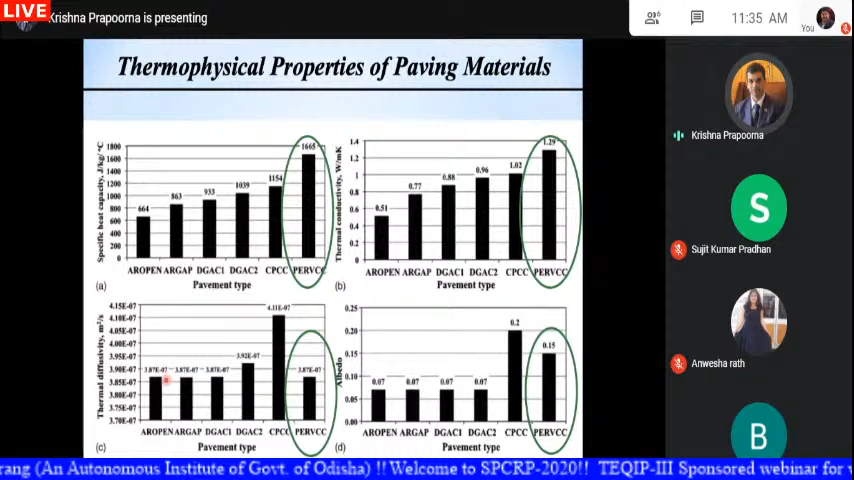 LIVE
Krishna Prapoorna is presenting
6
11:35 AM
You
Thermophysical Properties of Paving Materials
Specific heat capacity, J/kg/°C
1800
1600
1400
1200
1000
800
600
400
200
0
664
863
933
1039
1154
1665
AROPEN ARGAP DGAC1 DGAC2 CPCC PERVCC
Pavement type
(a)
Thermal conductivity, W/mK
1.4
1.2
1
0.8
0.6
0.4
0.2
0
0.51
0.77
0.88
0.96
1.02
1.29
AROPEN ARGAP DGAC1 DGAC2 CPCC PERVCC
Pavement type
(b)
Thermal diffusivity, m²/s
4.15E-07
4.10E-07
4.05E-07
4.00E-07
3.95E-07
3.90E-07
3.85E-07
3.80E-07
3.75E-07
3.70E-07
3.87E-07
3.87E-07
3.87E-07
3.92E-07
4.11E-07
3.87E-07
AROPEN ARGAP DGAC1 DGAC2 CPCC PERVCC
Pavement type
(c)
Albedo
0.25
0.20
0.15
0.10
0.05
0.00
0.07
0.07
0.07
0.07
0.2
0.15
AROPEN ARGAP DGAC1 DGAC2 CPCC PERVCC
Pavement type
(d)
Krishna Prapoorna
S
Sujit Kumar Pradhan
Anwesha rath
B
rang (An Autonomous Institute of Govt. of Odisha) !! Welcome to SPCRP-2020!! TEQIP-III Sponsored webinar for